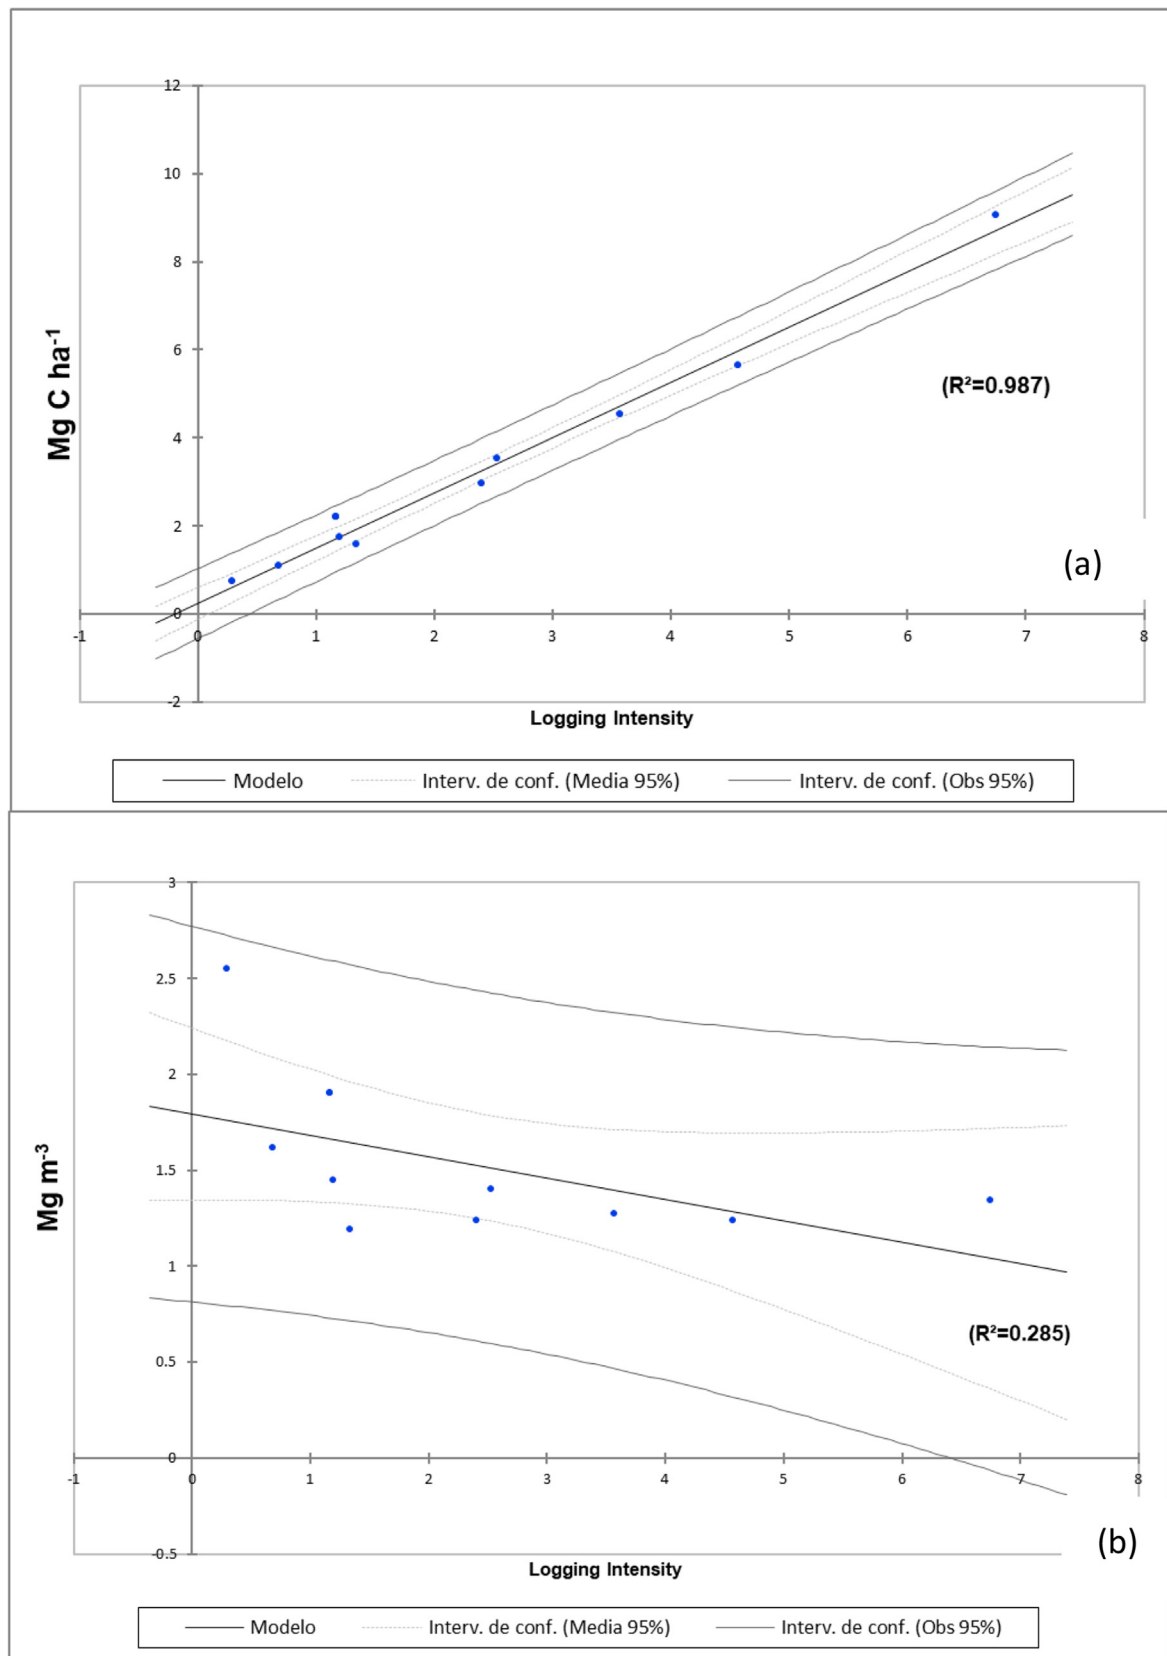 12
10
8
6
4
2
0
-2
Mg C ha-1
(R²=0.987)
(a)
-1 0 1 2 3 4 5 6 7 8
Logging Intensity
Modelo Interv. de conf. (Media 95%) Interv. de conf. (Obs 95%)
3
2.5
2
1.5
1
0.5
0
-0.5
Mg m-3
(R²=0.285)
-1 0 1 2 3 4 5 6 7 8
(b)
Logging Intensity
Modelo Interv. de conf. (Media 95%) Interv. de conf. (Obs 95%)